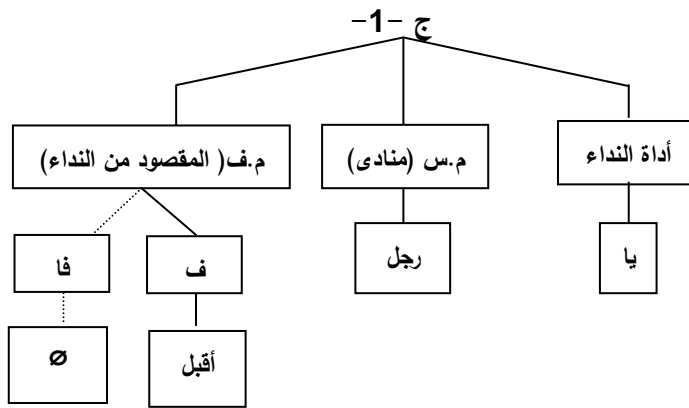 ج -1-
أداة النداء
م.س (منادى)
م.ف( المقصود من النداء)
يا
رجل
ف
فا
أقبل
ø